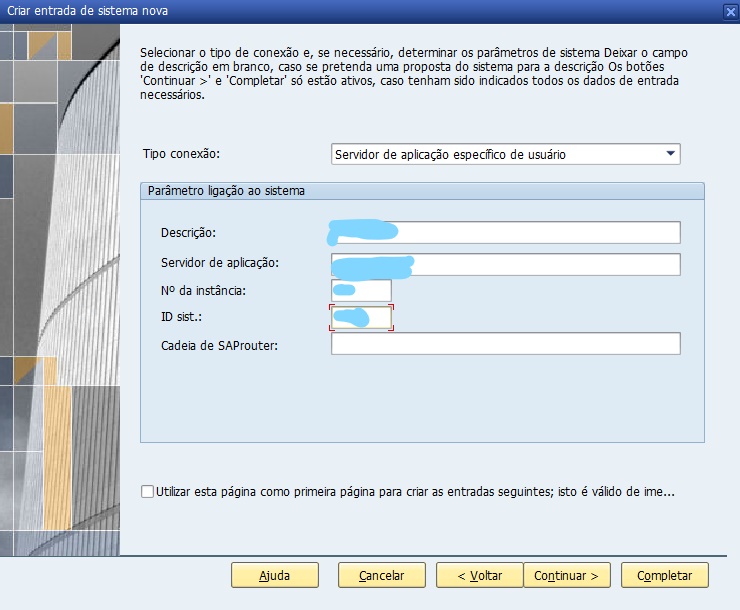 Criar entrada de sistema nova
Selecionar o tipo de conexão e, se necessário, determinar os parâmetros de sistema Deixar o campo
de descrição em branco, caso se pretenda uma proposta do sistema para a descrição Os botões
'Continuar >' e 'Completar' só estão ativos, caso tenham sido indicados todos os dados de entrada
necessários.
Tipo conexão:
Servidor de aplicação específico de usuário
Parâmetro ligação ao sistema
Descrição:
Servidor de aplicação:
Nº da instância:
ID sist.:
Cadeia de SAProuter:
Utilizar esta página como primeira página para criar as entradas seguintes; isto é válido de ime...
Ajuda
Cancelar
< Voltar
Continuar >
Completar